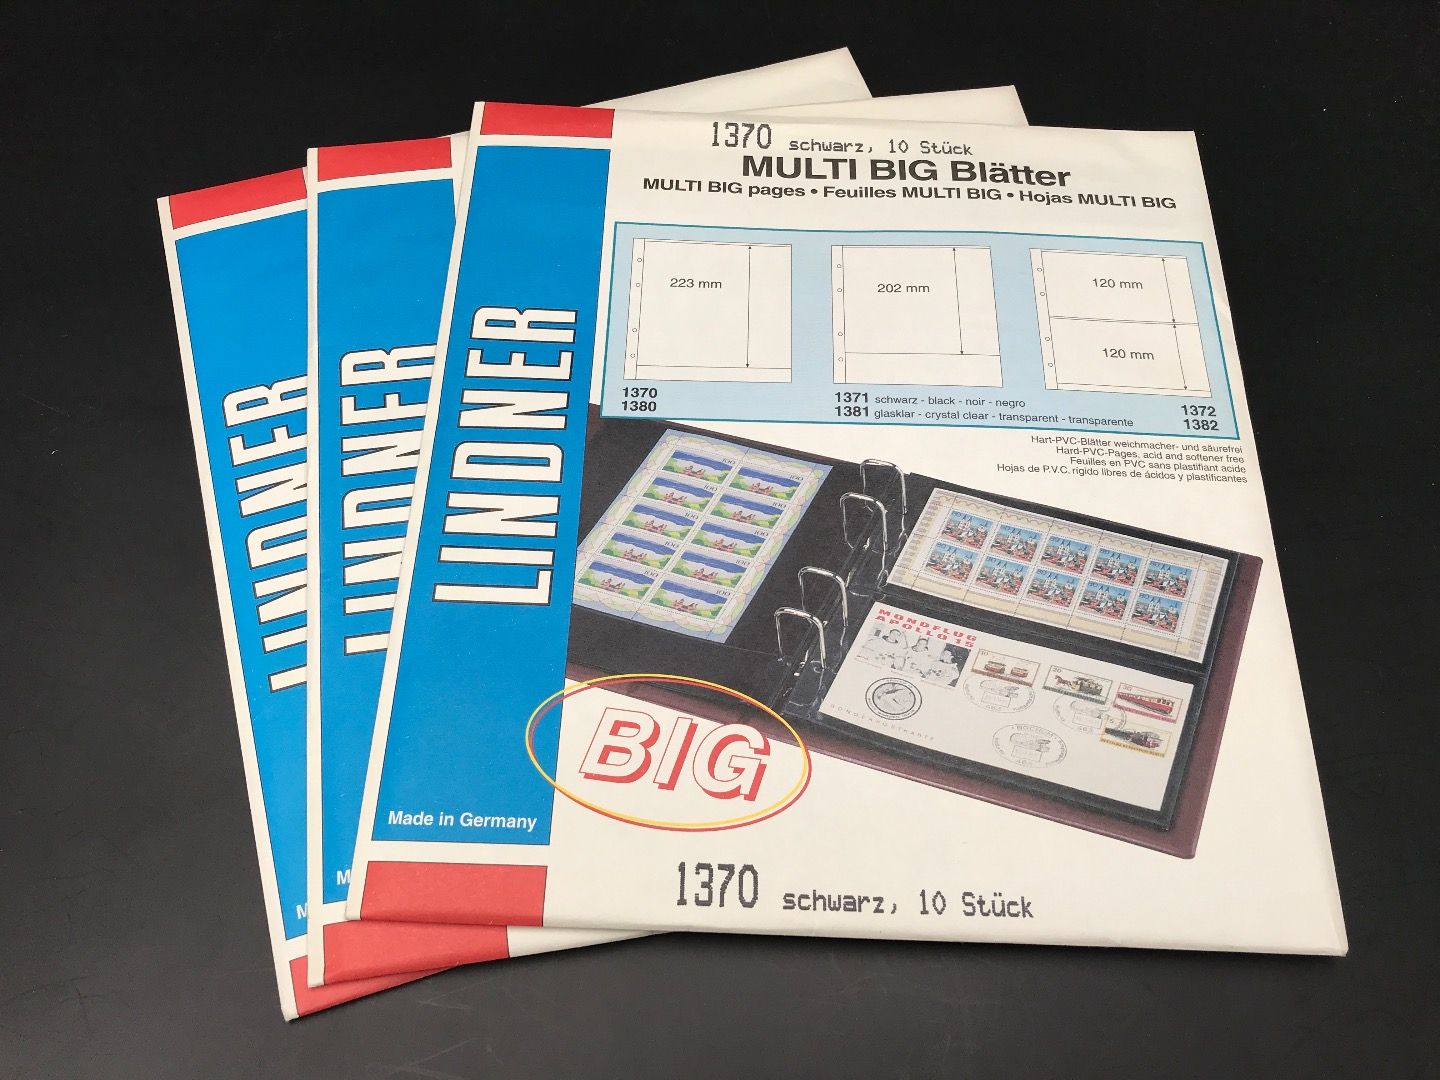 1370 schwarz, 10 Stück
MULTI BIG Blätter
MULTI BIG pages • Feuilles MULTI BIG • Hojas MULTI BIG
223 mm
202 mm
120 mm
120 mm
1370
1380
1371 schwarz - black - noir - negro
1381 glasklar - crystal clear - transparent - transparente
1372
1382
Hart-PVC-Blätter weichmacher- und säurefrei
Hard-PVC-Pages, acid and softener free
Feuilles en PVC sans plastifiant acide
Hojas de P.V.C. rígido libres de ácidos y plastificantes
LINDNER
LINDNER
LINDNER
MONDFLUG
APOLLO 15
SONDERPOSTKARTE
BIG
Made in Germany
M
M
1370 schwarz, 10 Stück